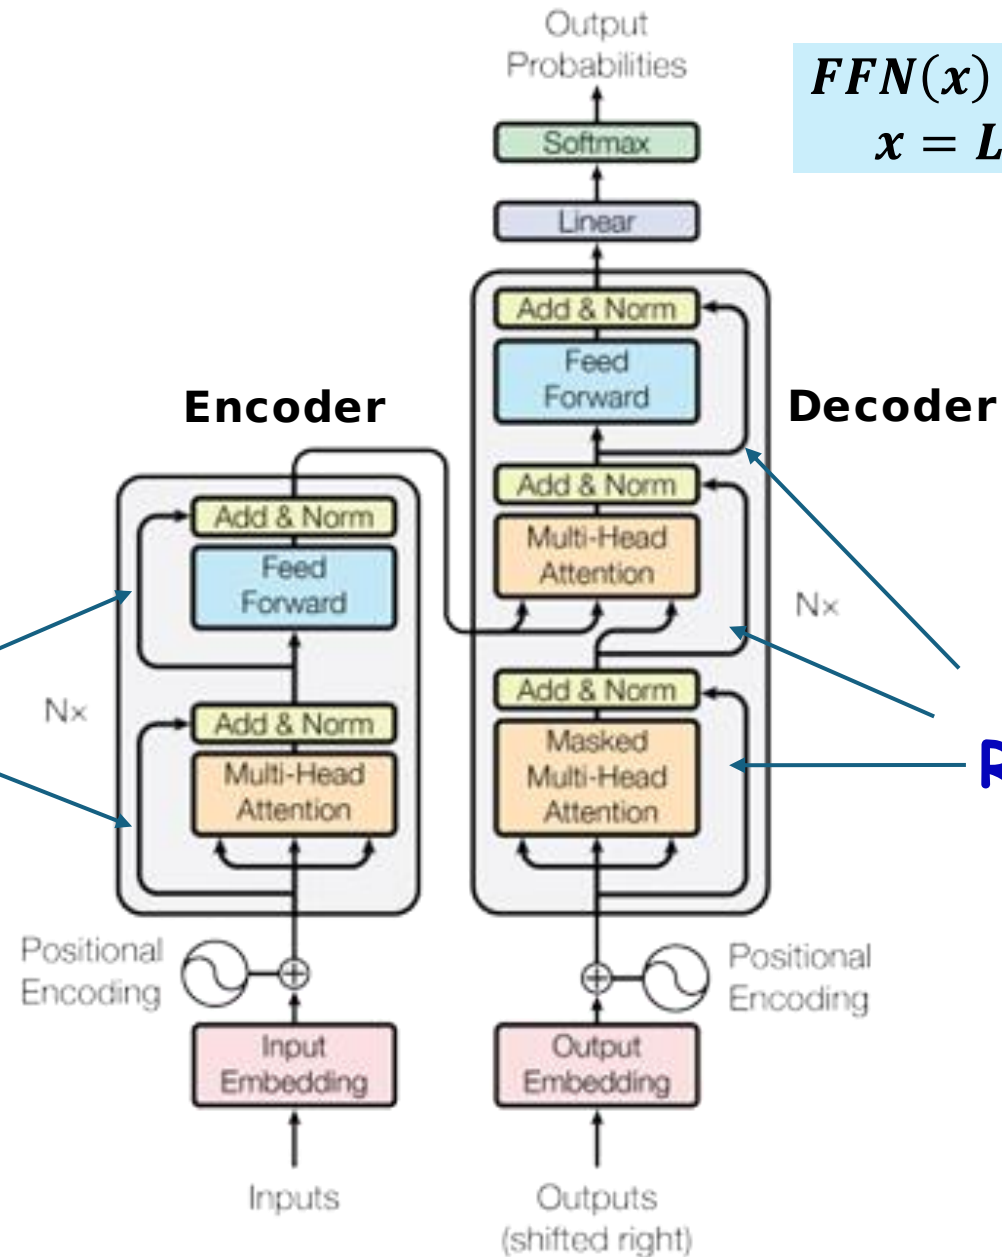 Output
Probabilities
FFN(x)
x = L
Softmax
Linear
Add & Norm
Feed
Forward
Encoder
Decoder
Add & Norm
Multi-Head
Attention
Nx
Add & Norm
Feed
Forward
Nx
Add & Norm
Multi-Head
Attention
Add & Norm
Masked
Multi-Head
Attention
R
Positional
Encoding
Positional
Encoding
Input
Embedding
Output
Embedding
Inputs
Outputs
(shifted right)